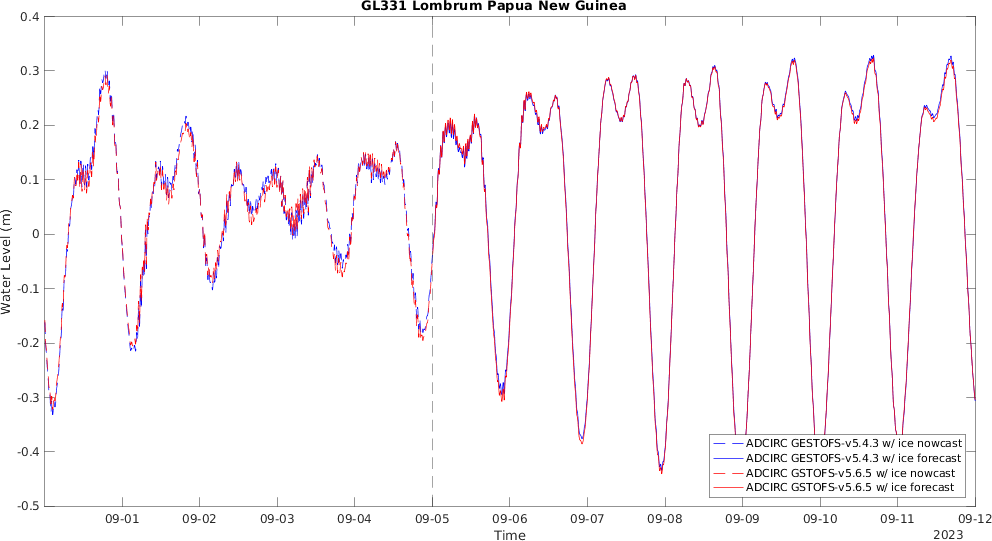 GL331 Lombrum Papua New Guinea
0.4
0.3
0.2
0.1
0
-0.1
-0.2
-0.3
-0.4
-0.5
Water Level (m)
ADCIRC GESTOFS-v5.4.3 w/ ice nowcast
ADCIRC GESTOFS-v5.4.3 w/ ice forecast
ADCIRC GSTOFS-v5.6.5 w/ ice nowcast
ADCIRC GSTOFS-v5.6.5 w/ ice forecast
09-01 09-02 09-03 09-04 09-05 09-06 09-07 09-08 09-09 09-10 09-11 09-12
Time
2023